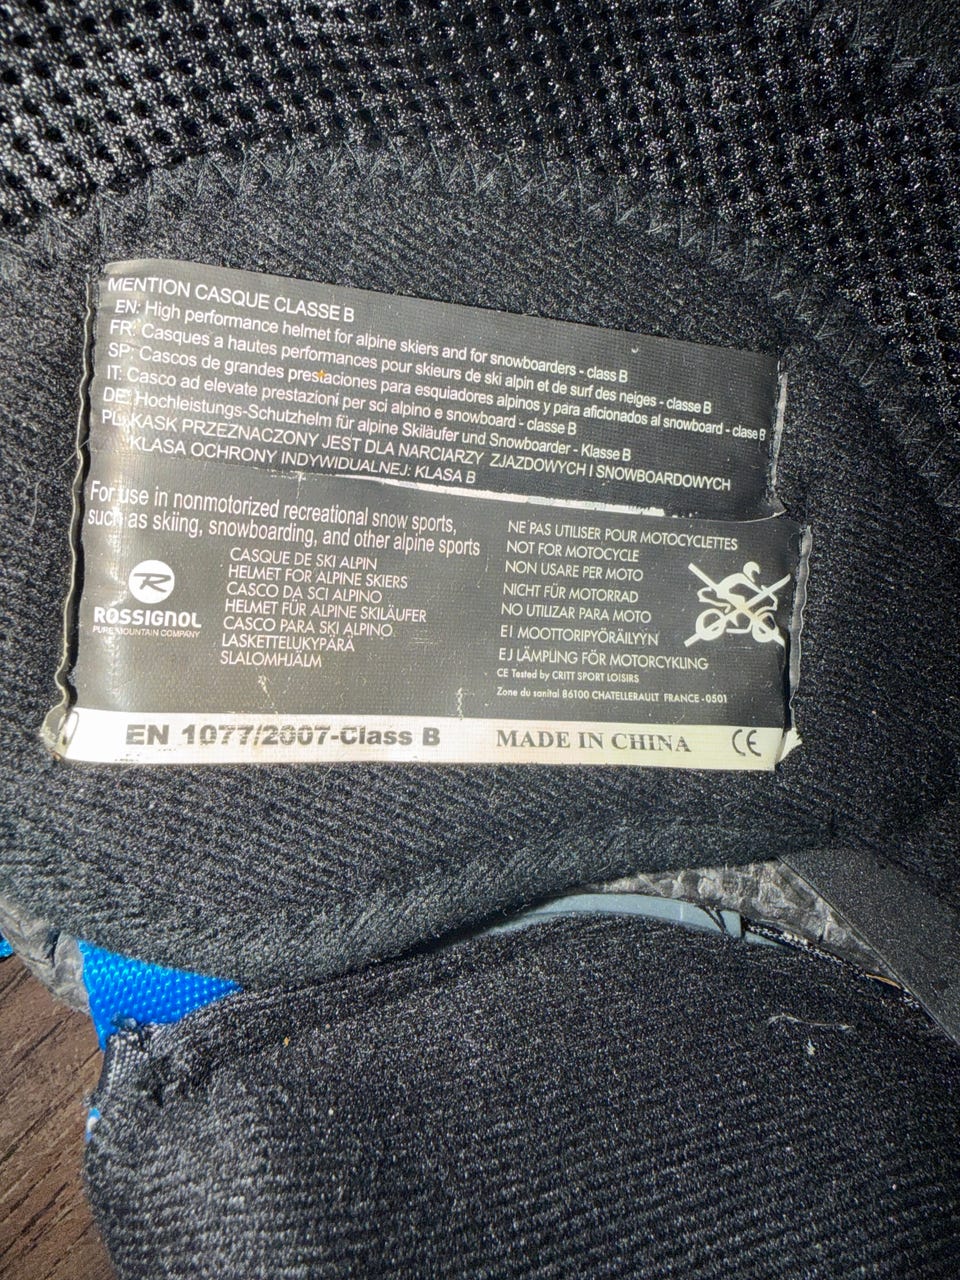 MENTION CASQUE CLASSE B
EN: High performance helmet for alpine skiers and for snowboarders - class B
FR: Casques a hautes performances pour skieurs de ski alpin et de surf des neiges - classe B
SP: Cascos de grandes prestaciones para esquiadores alpinos y para aficionados al snowboard - clase B
IT: Casco ad elevate prestazioni per sci alpino e snowboard - classe B
DE: Hochleistungs-Schutzhelm für alpine Skiläufer und Snowboarder - Klasse B
PL: KASK PRZEZNACZONY JEST DLA NARCIARZY ZJAZDOWYCH I SNOWBOARDOWYCH
KLASA OCHRONY INDYWIDUALNEJ: KLASA B
For use in nonmotorized recreational snow sports,
such as skiing, snowboarding, and other alpine sports
CASQUE DE SKI ALPIN
HELMET FOR ALPINE SKIERS
CASCO DA SCI ALPINO
HELMET FÜR ALPINE SKILÄUFER
CASCO PARA SKI ALPINO
LASKETTELUKYPÄRÄ
SLALOMHJÄLM
R
ROSSIGNOL
PURE MOUNTAIN COMPANY
NE PAS UTILISER POUR MOTOCYCLETTES
NOT FOR MOTOCYCLE
NON USARE PER MOTO
NICHT FÜR MOTORRAD
NO UTILIZAR PARA MOTO
EI MOOTTORIPYÖRÄILYYN
EJ LÄMPLING FÖR MOTORCYKLING
CE Tested by CRITT SPORT LOISIRS
Zone du sanital 86100 CHATELLERAULT FRANCE - 0501
EN 1077/2007-Class B
MADE IN CHINA
CE